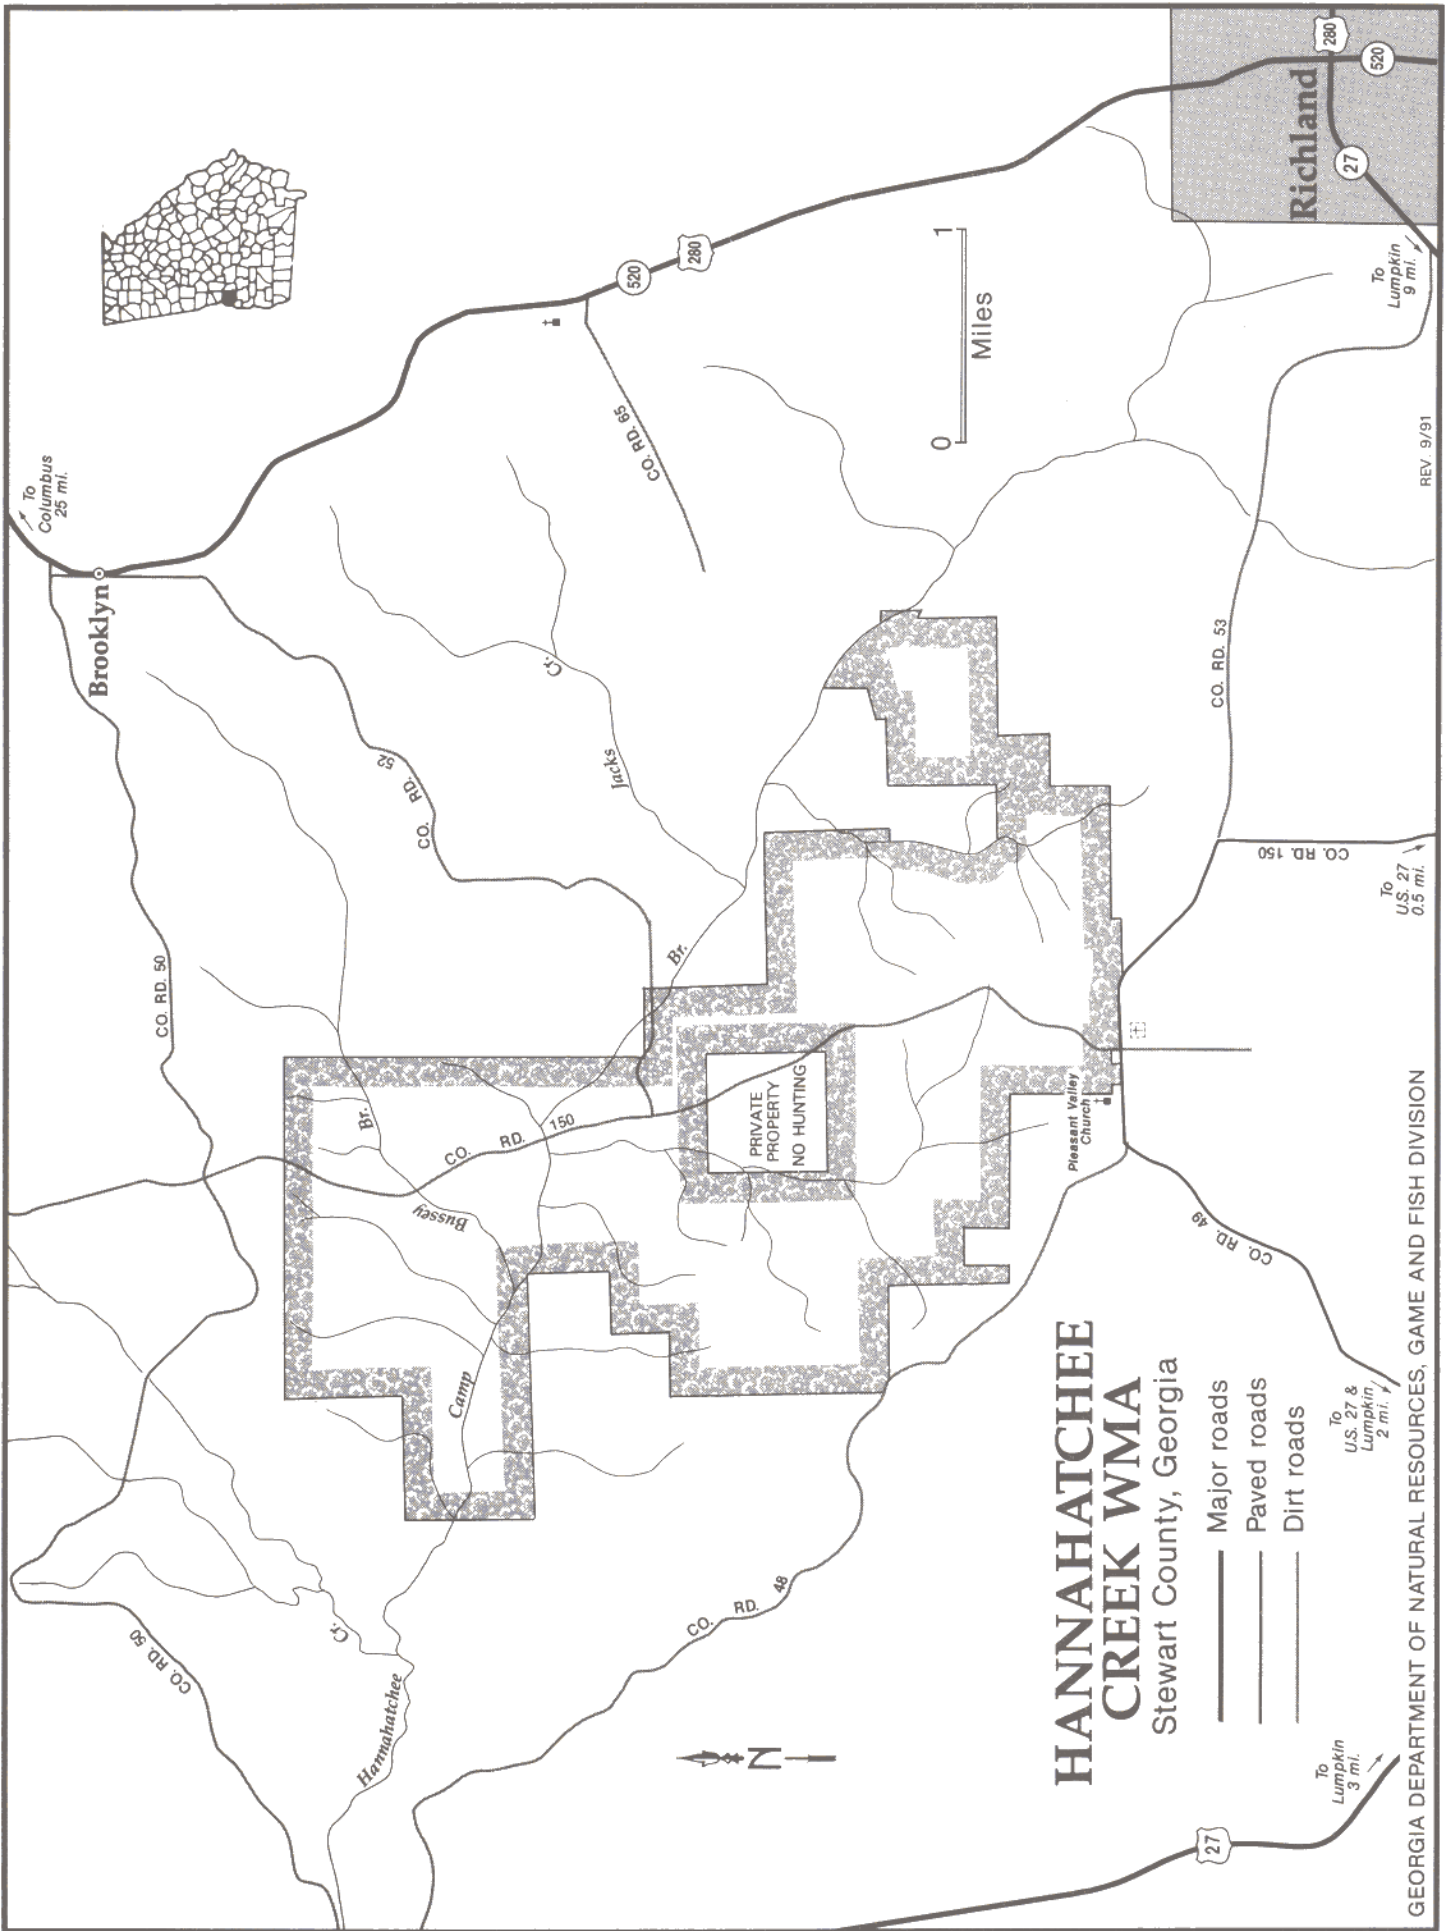 HANNAHATCHEE
CREEK WMA
Stewart County, Georgia
Major roads
Paved roads
Dirt roads
To
Columbus
25 mi.
Brooklyn
CO. RD. 50
CO. RD. 50
Hannahatchee
Cr.
CO. RD. 52
CO. RD. 65
520
280
Jacks
Cr.
Br.
Br.
Bussey
Camp
CO. RD. 150
PRIVATE
PROPERTY
NO HUNTING
CO. RD. 48
Pleasant Valley
Church
CO. RD. 49
CO. RD. 53
CO. RD. 150
To
U.S. 27
0.5 mi.
To
U.S. 27 &
Lumpkin
2 mi.
27
To
Lumpkin
3 mi.
0
1
Miles
N
Richland
280
520
27
To
Lumpkin
9 mi.
REV. 9/91
GEORGIA DEPARTMENT OF NATURAL RESOURCES, GAME AND FISH DIVISION